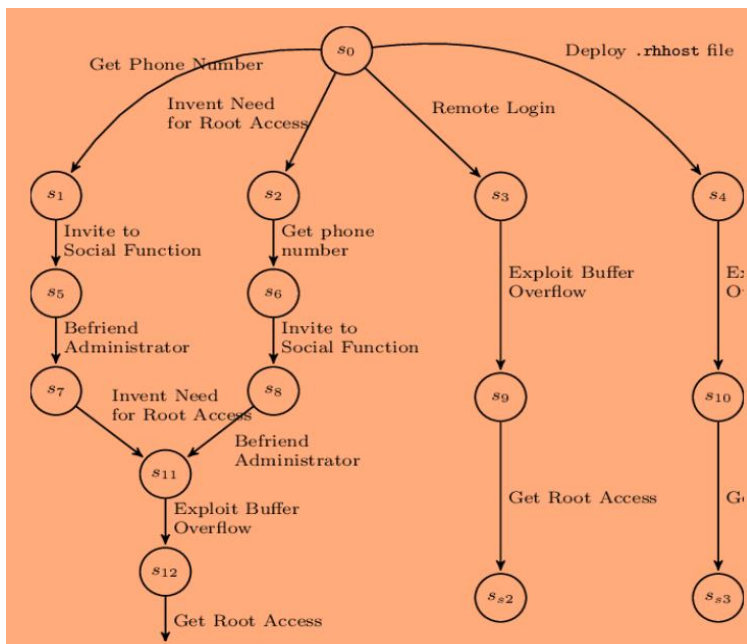 s0
Get Phone Number
Deploy .rhhost file
Invent Need
for Root Access
Remote Login
s1
s2
s3
s4
Invite to
Social Function
Get phone
number
Exploit Buffer
Overflow
s5
s6
Befriend
Administrator
Invite to
Social Function
s7
s8
s9
s10
Invent Need
for Root Access
Befriend
Administrator
s11
Exploit Buffer
Overflow
Get Root Access
s12
ss2
ss3
Get Root Access